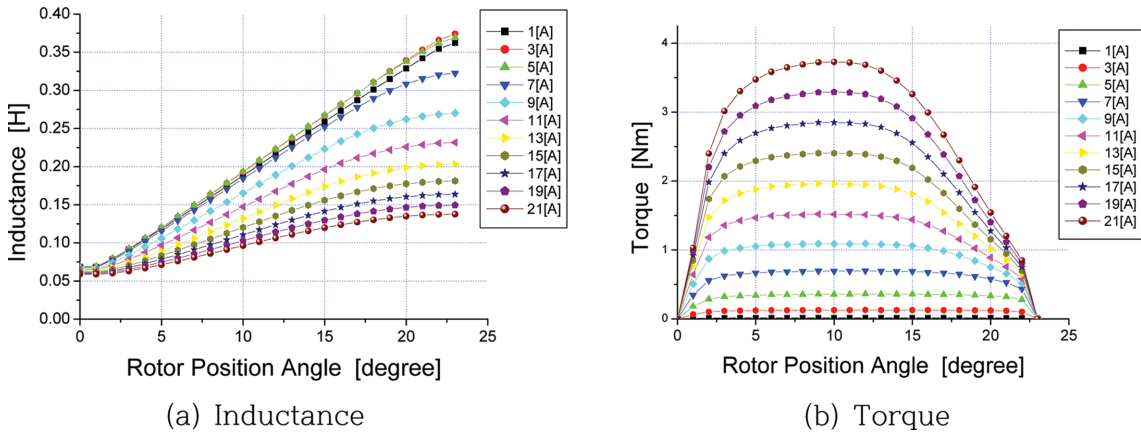 Inductance [H]
0.40
0.35
0.30
0.25
0.20
0.15
0.10
0.05
0.00
0 5 10 15 20 25
Rotor Position Angle [degree]
1[A]
3[A]
5[A]
7[A]
9[A]
11[A]
13[A]
15[A]
17[A]
19[A]
21[A]
(a) Inductance
Torque [Nm]
4
3
2
1
0
0 5 10 15 20 25
Rotor Position Angle [degree]
1[A]
3[A]
5[A]
7[A]
9[A]
11[A]
13[A]
15[A]
17[A]
19[A]
21[A]
(b) Torque